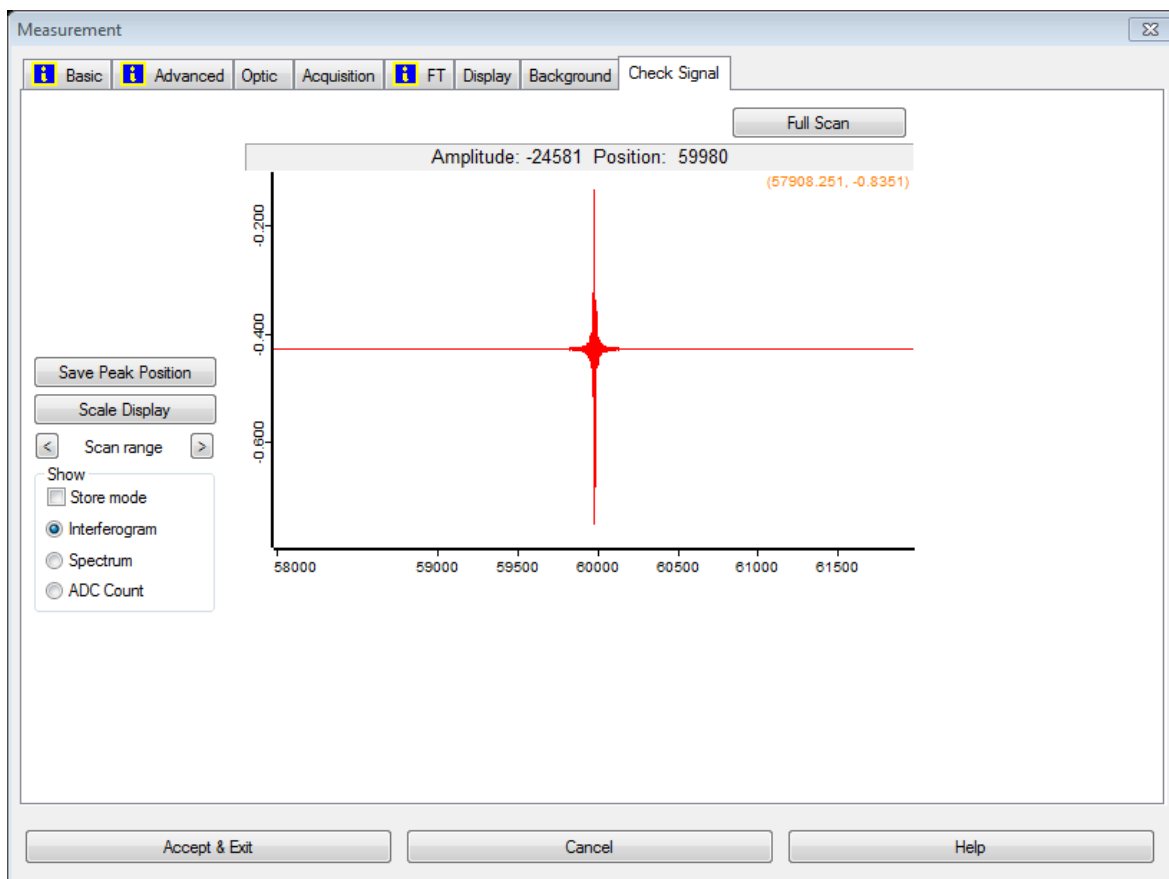 Measurement
Basic Advanced Optic Acquisition FT Display Background Check Signal
Full Scan
Amplitude: -24581 Position: 59980
(57908.251, -0.8351)
-0.200
-0.400
-0.600
58000 59000 59500 60000 60500 61000 61500
Save Peak Position
Scale Display
< Scan range >
Show
Store mode
Interferogram
Spectrum
ADC Count
Accept & Exit Cancel Help